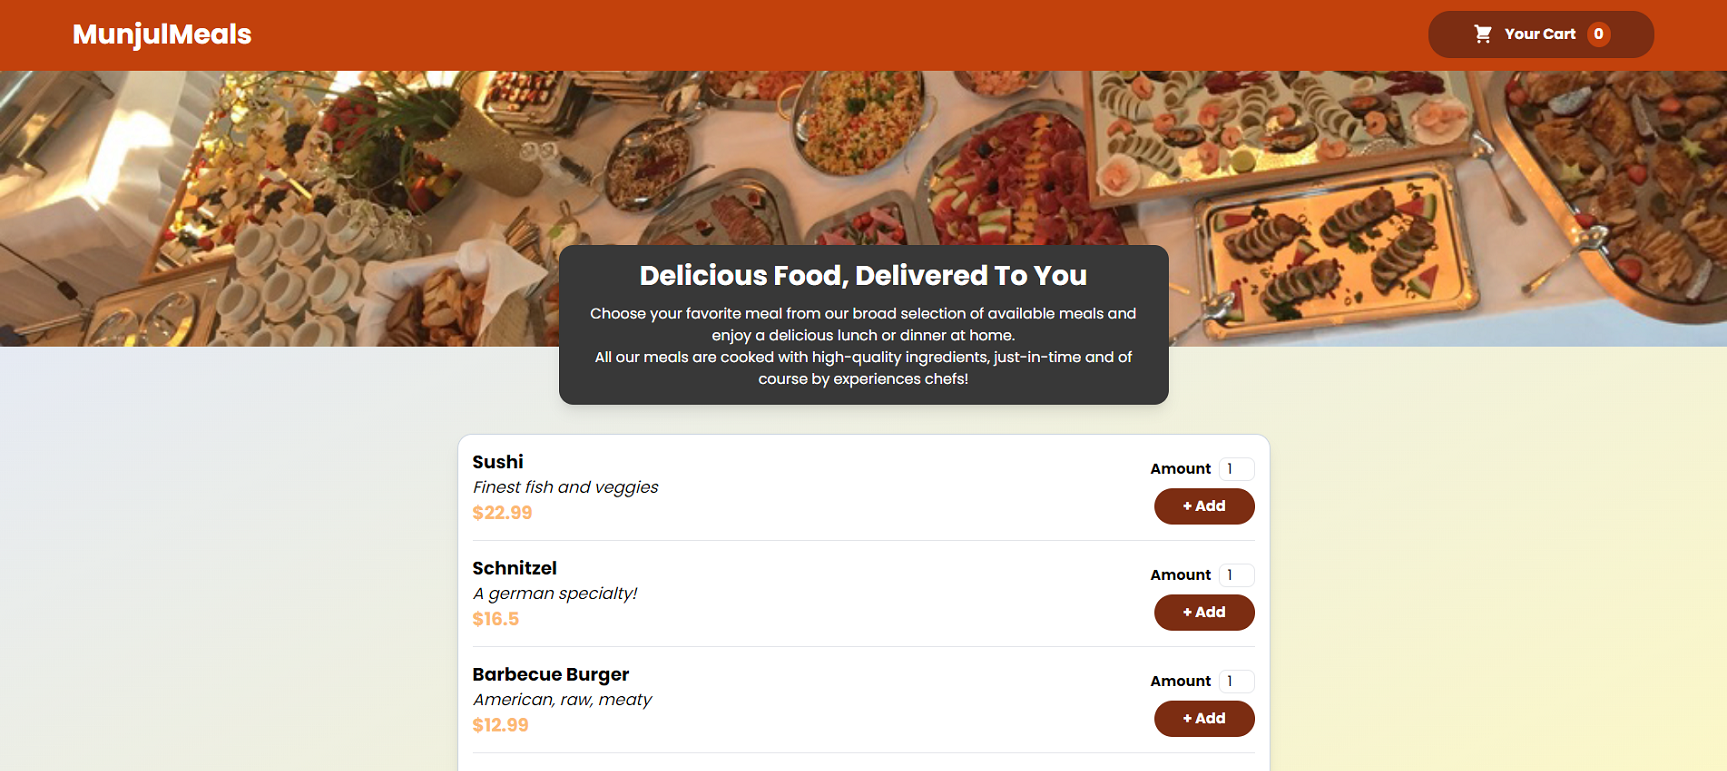 MunjulMeals
Your Cart 0
Delicious Food, Delivered To You
Choose your favorite meal from our broad selection of available meals and
enjoy a delicious lunch or dinner at home.
All our meals are cooked with high-quality ingredients, just-in-time and of
course by experiences chefs!
Sushi
Finest fish and veggies
$22.99
Amount 1
+ Add
Schnitzel
A german specialty!
$16.5
Amount 1
+ Add
Barbecue Burger
American, raw, meaty
$12.99
Amount 1
+ Add